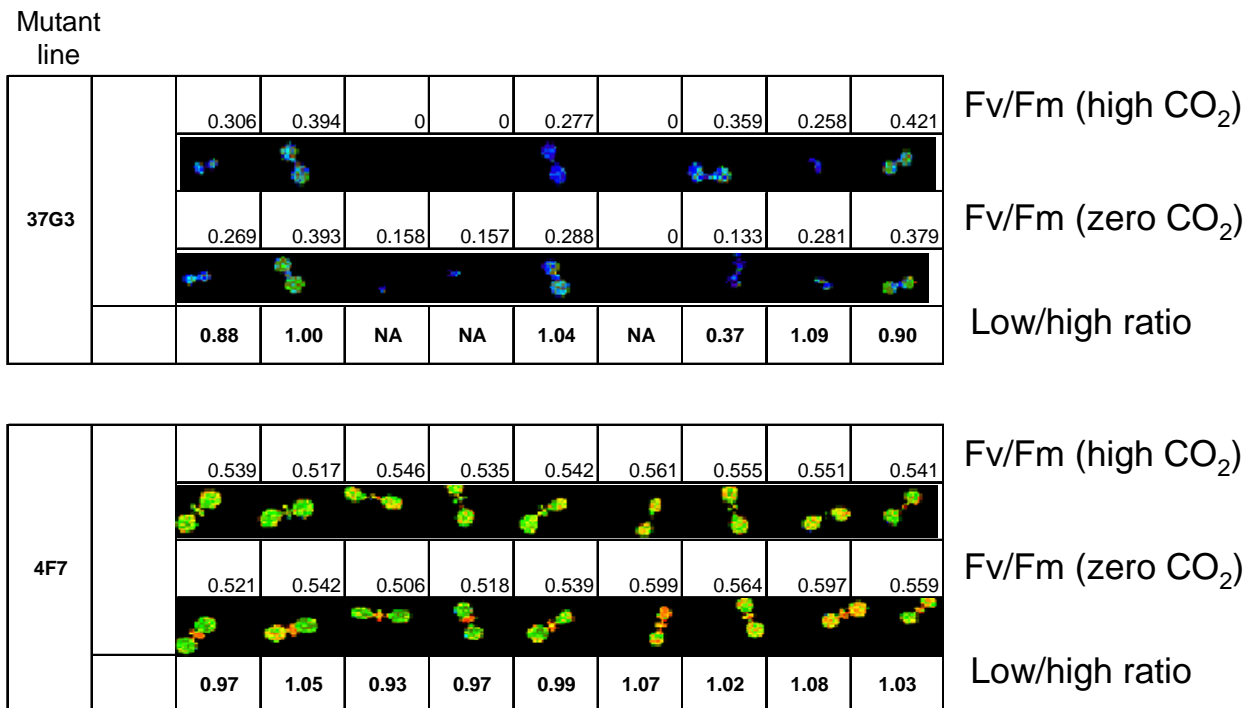 Mutant
line
0.306 0.394 0 0 0.277 0 0.359 0.258 0.421 Fv/Fm (high CO2)
37G3
0.269 0.393 0.158 0.157 0.288 0 0.133 0.281 0.379 Fv/Fm (zero CO2)
0.88 1.00 NA NA 1.04 NA 0.37 1.09 0.90 Low/high ratio
0.539 0.517 0.546 0.535 0.542 0.561 0.555 0.551 0.541 Fv/Fm (high CO2)
4F7
0.521 0.542 0.506 0.518 0.539 0.599 0.564 0.597 0.559 Fv/Fm (zero CO2)
0.97 1.05 0.93 0.97 0.99 1.07 1.02 1.08 1.03 Low/high ratio